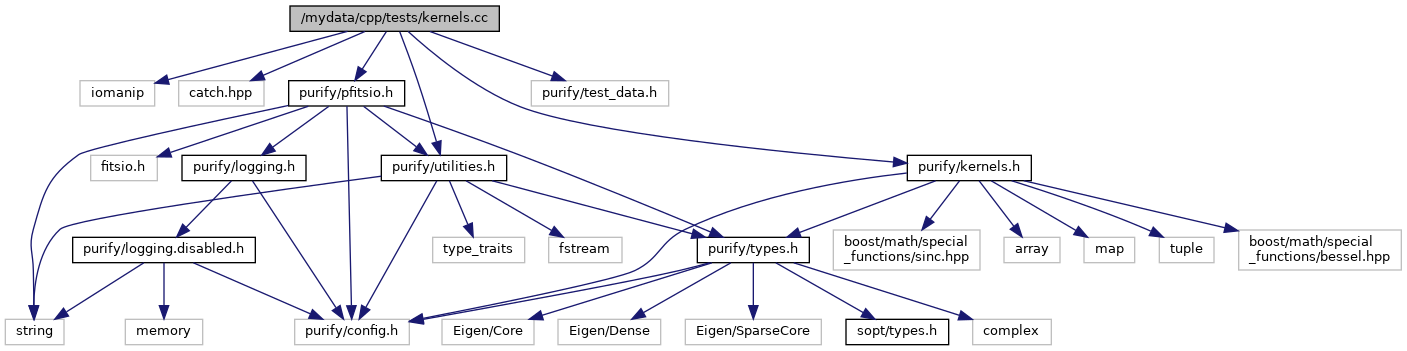 /mydata/cpp/tests/kernels.cc
iomanip
catch.hpp
purify/pfitsio.h
purify/test_data.h
fitsio.h
purify/logging.h
purify/utilities.h
purify/kernels.h
purify/logging.disabled.h
type_traits
fstream
purify/types.h
boost/math/special
_functions/sinc.hpp
array
map
tuple
boost/math/special
_functions/bessel.hpp
string
memory
purify/config.h
Eigen/Core
Eigen/Dense
Eigen/SparseCore
sopt/types.h
complex